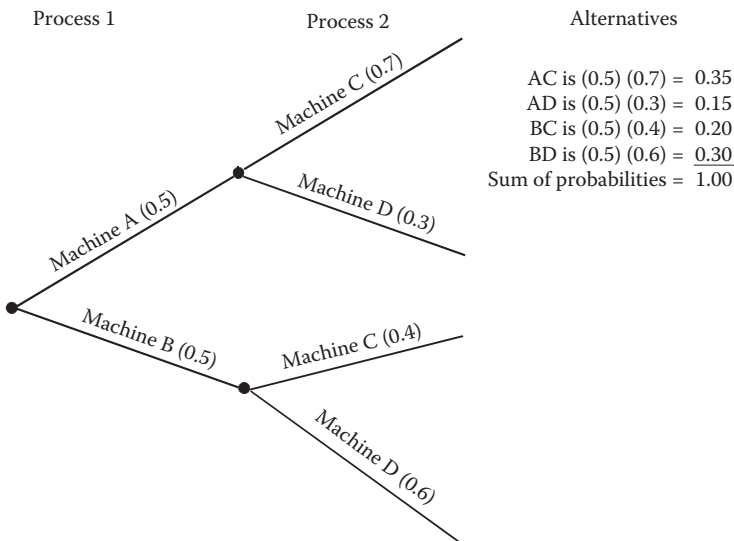 Process 1
Process 2
Alternatives
Machine C (0.7)
Machine D (0.3)
Machine A (0.5)
Machine B (0.5)
Machine C (0.4)
Machine D (0.6)
AC is (0.5) (0.7) = 0.35
AD is (0.5) (0.3) = 0.15
BC is (0.5) (0.4) = 0.20
BD is (0.5) (0.6) = 0.30
Sum of probabilities = 1.00